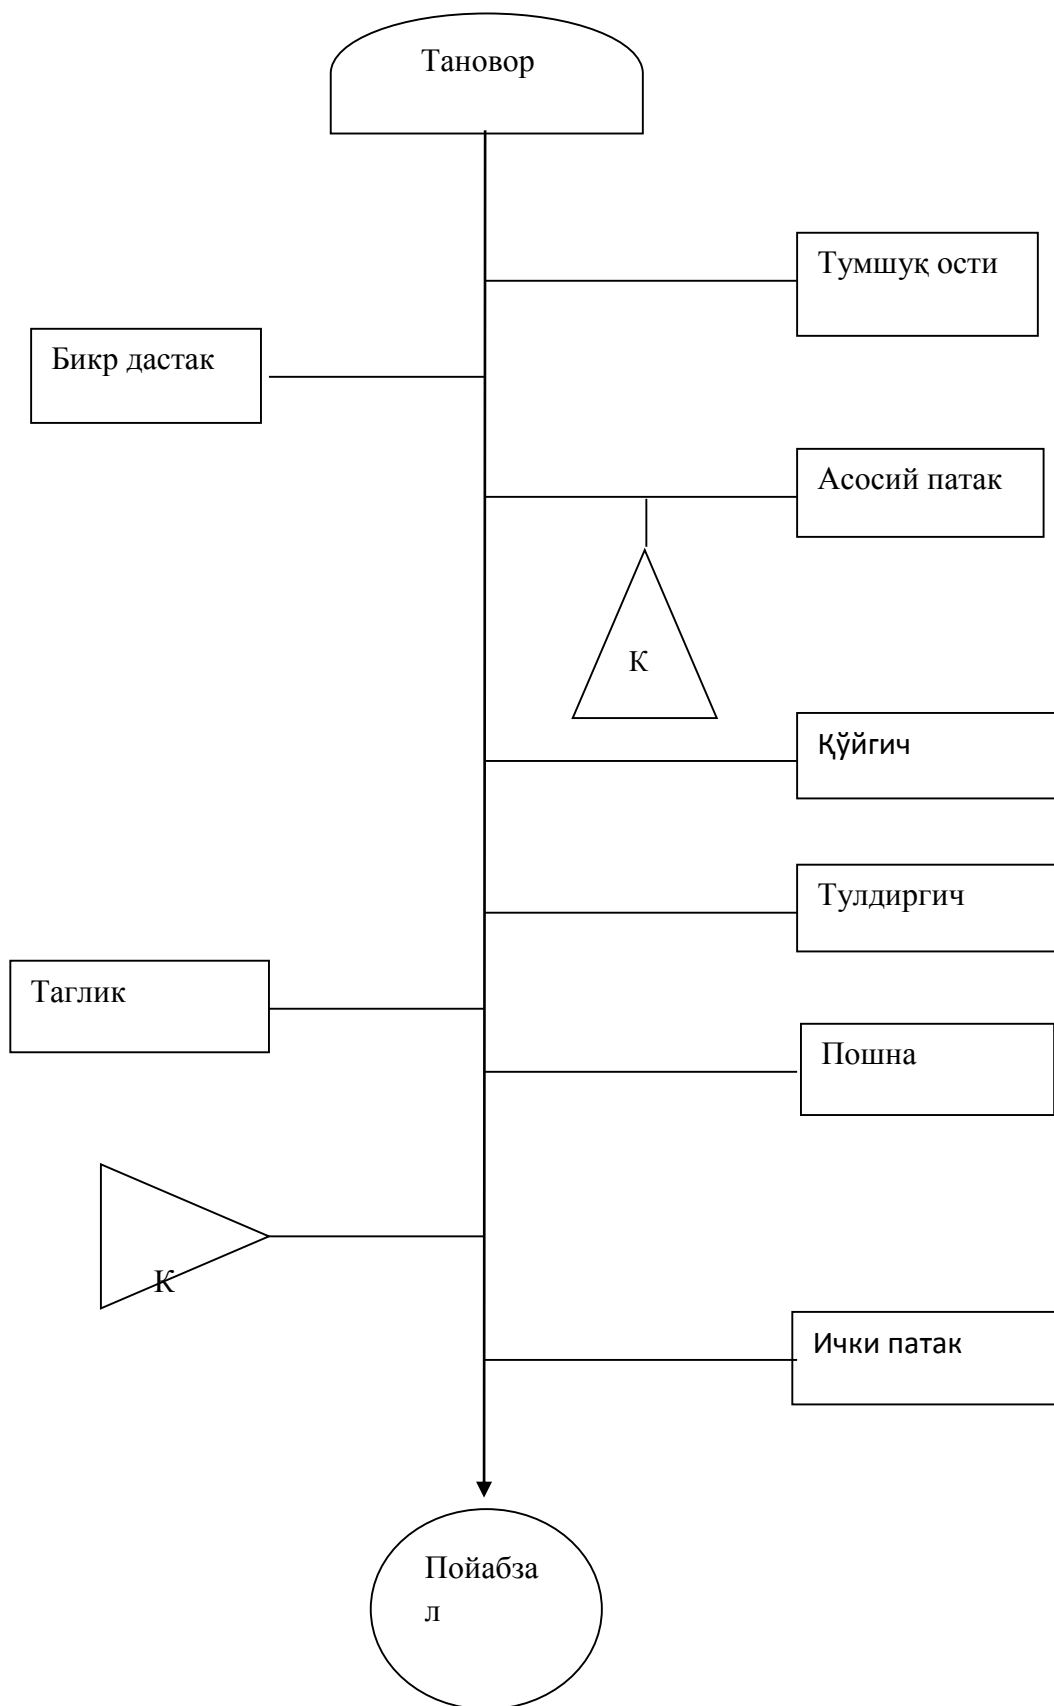 Тановор
Тумшуқ ости
Бикр дастак
Асосий патак
К
Қўйгич
Тулдиргич
Таглик
Пошна
К
Ички патак
Пойабза
л